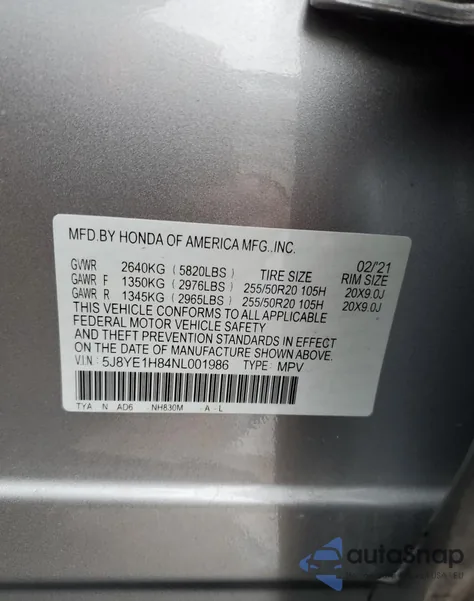 MFD.BY HONDA OF AMERICA MFG.,INC.
GVWR 2640KG (5820LBS) TIRE SIZE 02/'21 RIM SIZE
GAWR F 1350KG (2976LBS) 255/50R20 105H 20X9.0J
GAWR R 1345KG (2965LBS) 255/50R20 105H 20X9.0J
THIS VEHICLE CONFORMS TO ALL APPLICABLE
FEDERAL MOTOR VEHICLE SAFETY
AND THEFT PREVENTION STANDARDS IN EFFECT
ON THE DATE OF MANUFACTURE SHOWN ABOVE.
VIN: 5J8YE1H84NL001986 TYPE: MPV
TYA N AD6 NH830M A - L
autoSnap